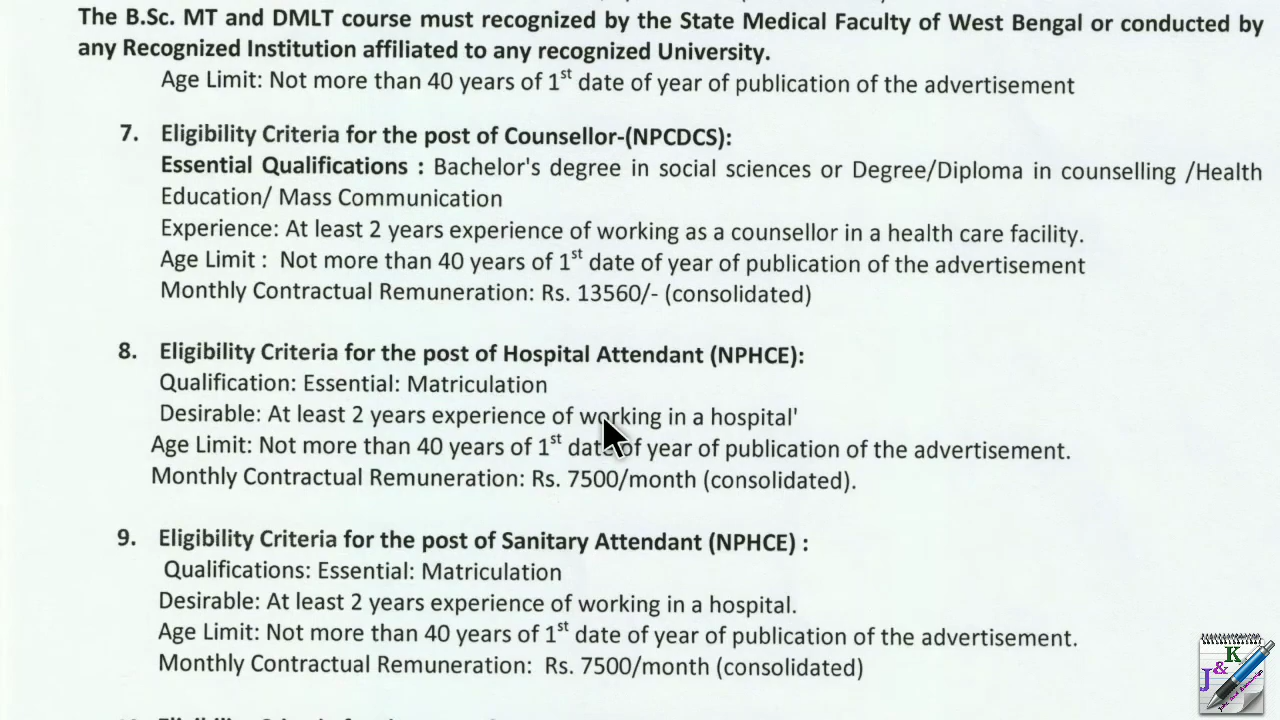 The B.Sc. MT and DMLT course must recognized by the State Medical Faculty of West Bengal or conducted by
any Recognized Institution affiliated to any recognized University.
Age Limit: Not more than 40 years of 1st date of year of publication of the advertisement
7. Eligibility Criteria for the post of Counsellor-(NPCDCS):
Essential Qualifications : Bachelor's degree in social sciences or Degree/Diploma in counselling /Health
Education/ Mass Communication
Experience: At least 2 years experience of working as a counsellor in a health care facility.
Age Limit : Not more than 40 years of 1st date of year of publication of the advertisement
Monthly Contractual Remuneration: Rs. 13560/- (consolidated)
8. Eligibility Criteria for the post of Hospital Attendant (NPHCE):
Qualification: Essential: Matriculation
Desirable: At least 2 years experience of working in a hospital'
Age Limit: Not more than 40 years of 1st date of year of publication of the advertisement.
Monthly Contractual Remuneration: Rs. 7500/month (consolidated).
9. Eligibility Criteria for the post of Sanitary Attendant (NPHCE) :
Qualifications: Essential: Matriculation
Desirable: At least 2 years experience of working in a hospital.
Age Limit: Not more than 40 years of 1st date of year of publication of the advertisement.
Monthly Contractual Remuneration: Rs. 7500/month (consolidated)
J&K